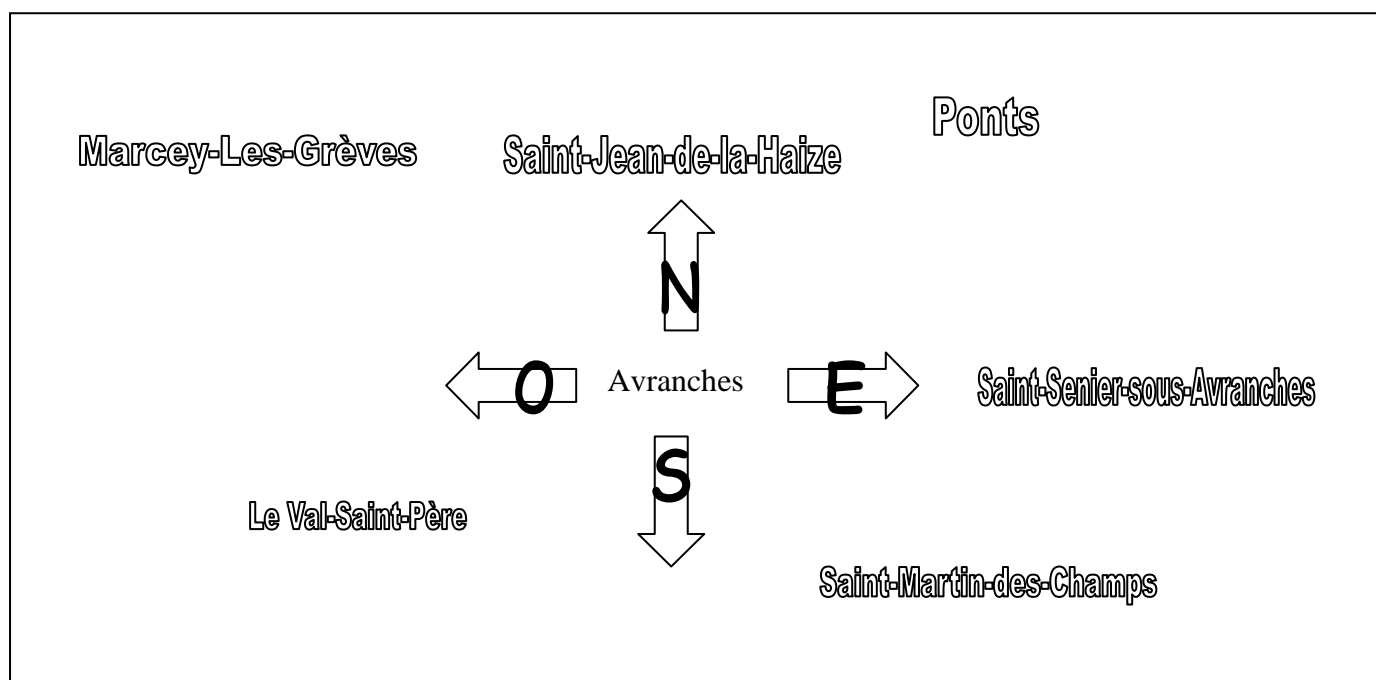 Ponts
Marcey-Les-Grèves
Saint-Jean-de-la-Haize
N
O
Avranches
E
Saint-Senier-sous-Avranches
S
Le Val-Saint-Père
Saint-Martin-des-Champs